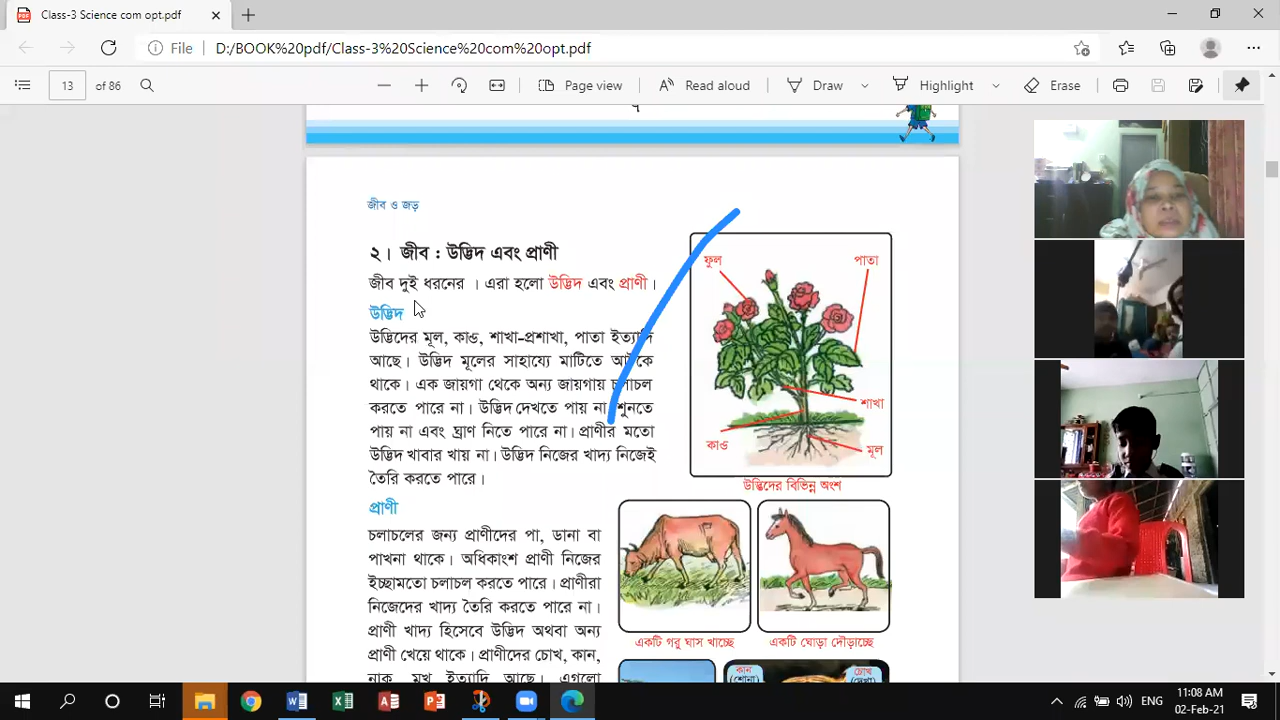 Class-3 Science com opt.pdf
File D:/BOOK%20pdf/Class-3%20Science%20com%20opt.pdf
13 of 86 Page view Read aloud Draw Highlight Erase
৭
জীব ও জড়
২। জীব : উদ্ভিদ এবং প্রাণী
জীব দুই ধরনের । এরা হলো উদ্ভিদ এবং প্রাণী ।
উদ্ভিদ
উদ্ভিদের মূল, কাণ্ড, শাখা-প্রশাখা, পাতা ইত্যাদি
আছে। উদ্ভিদ মূলের সাহায্যে মাটিতে আটকে
থাকে। এক জায়গা থেকে অন্য জায়গায় চলাচল
করতে পারে না। উদ্ভিদ দেখতে পায় না শুনতে
পায় না এবং ঘ্রাণ নিতে পারে না। প্রাণীর মতো
উদ্ভিদ খাবার খায় না। উদ্ভিদ নিজের খাদ্য নিজেই
তৈরি করতে পারে।
ফুল
পাতা
শাখা
কাণ্ড
মূল
উদ্ভিদের বিভিন্ন অংশ
প্রাণী
চলাচলের জন্য প্রাণীদের পা, ডানা বা
পাখনা থাকে। অধিকাংশ প্রাণী নিজের
ইচ্ছামতো চলাচল করতে পারে। প্রাণীরা
নিজেদের খাদ্য তৈরি করতে পারে না।
প্রাণী খাদ্য হিসেবে উদ্ভিদ অথবা অন্য
প্রাণী খেয়ে থাকে। প্রাণীদের চোখ, কান,
নাক, মুখ ইত্যাদি আছে। এগুলো
একটি গরু ঘাস খাচ্ছে
একটি ঘোড়া দৌড়াচ্ছে
কান
(শোনা)
চোখ
(দেখা)
ENG
11:08 AM
02-Feb-21